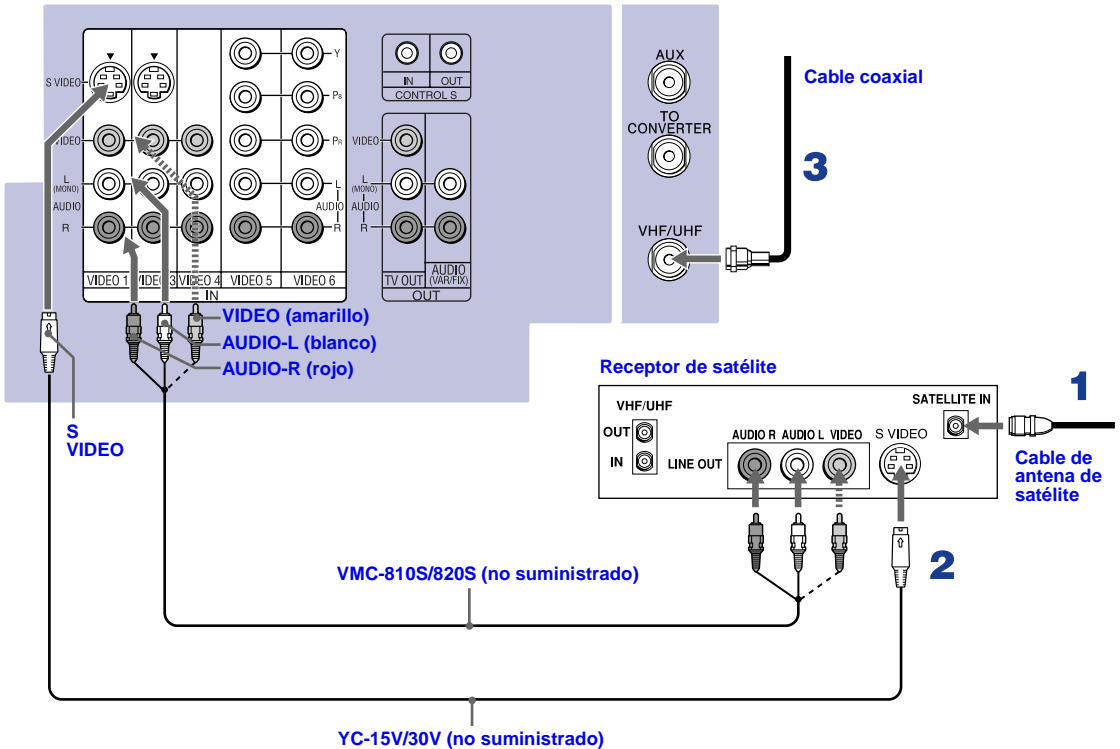 Y
S VIDEO
IN
OUT
CONTROL S
PB
VIDEO
PR
VIDEO
L
(MONO)
AUDIO
R
L
AUDIO
R
L
(MONO)
AUDIO
R
VIDEO 1
VIDEO 3
VIDEO 4
VIDEO 5
VIDEO 6
IN
TV OUT
AUDIO
(VAR/FIX)
OUT
AUX
TO
CONVERTER
VHF/UHF
Cable coaxial
3
VIDEO (amarillo)
AUDIO-L (blanco)
AUDIO-R (rojo)
S
VIDEO
Receptor de satélite
VHF/UHF
OUT
IN
LINE OUT
AUDIO R
AUDIO L
VIDEO
S VIDEO
SATELLITE IN
1
Cable de
antena de
satélite
2
VMC-810S/820S (no suministrado)
YC-15V/30V (no suministrado)